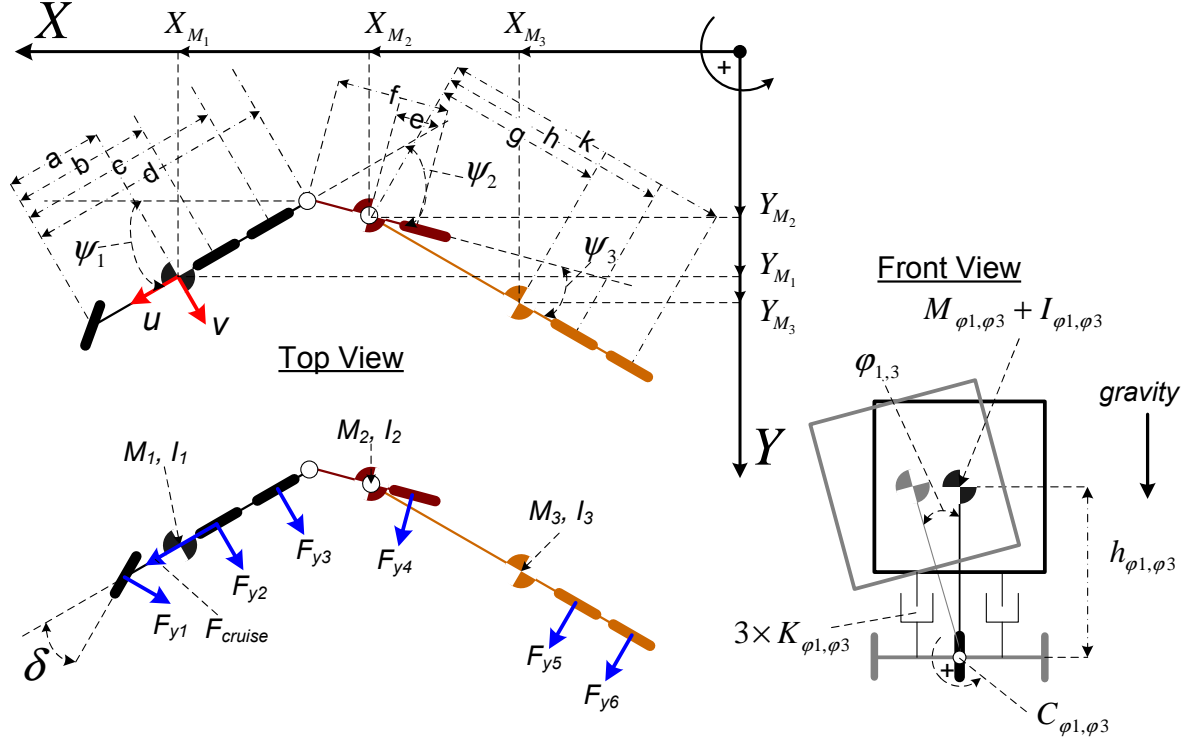 X
X_{M_1}
X_{M_2}
X_{M_3}
+
a
b
c
d
f
e
g
h
k
ψ_1
ψ_2
ψ_3
Y_{M_2}
Y_{M_1}
Y_{M_3}
Y
u
v
Top View
Front View
M_{φ1,φ3} + I_{φ1,φ3}
φ_{1,3}
gravity
h_{φ1,φ3}
3× K_{φ1,φ3}
+
C_{φ1,φ3}
M_1, I_1
M_2, I_2
M_3, I_3
F_{y1}
F_{y2}
F_{y3}
F_{y4}
F_{y5}
F_{y6}
F_{cruise}
δ